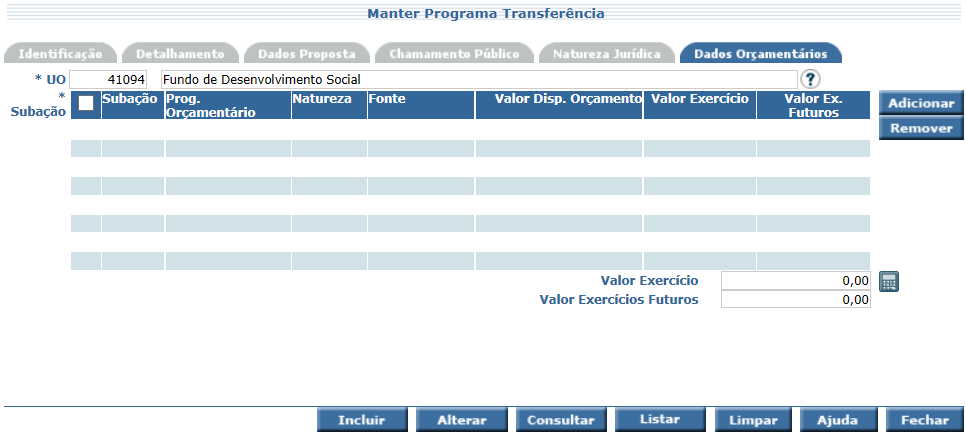 Manter Programa Transferência
Identificação Detalhamento Dados Proposta Chamamento Público Natureza Jurídica Dados Orçamentários
* UO 41094 Fundo de Desenvolvimento Social ?
* Subação
Subação Prog. Orçamentário Natureza Fonte Valor Disp. Orçamento Valor Exercício Valor Ex. Futuros
Adicionar
Remover
Valor Exercício 0,00
Valor Exercícios Futuros 0,00
Incluir Alterar Consultar Listar Limpar Ajuda Fechar